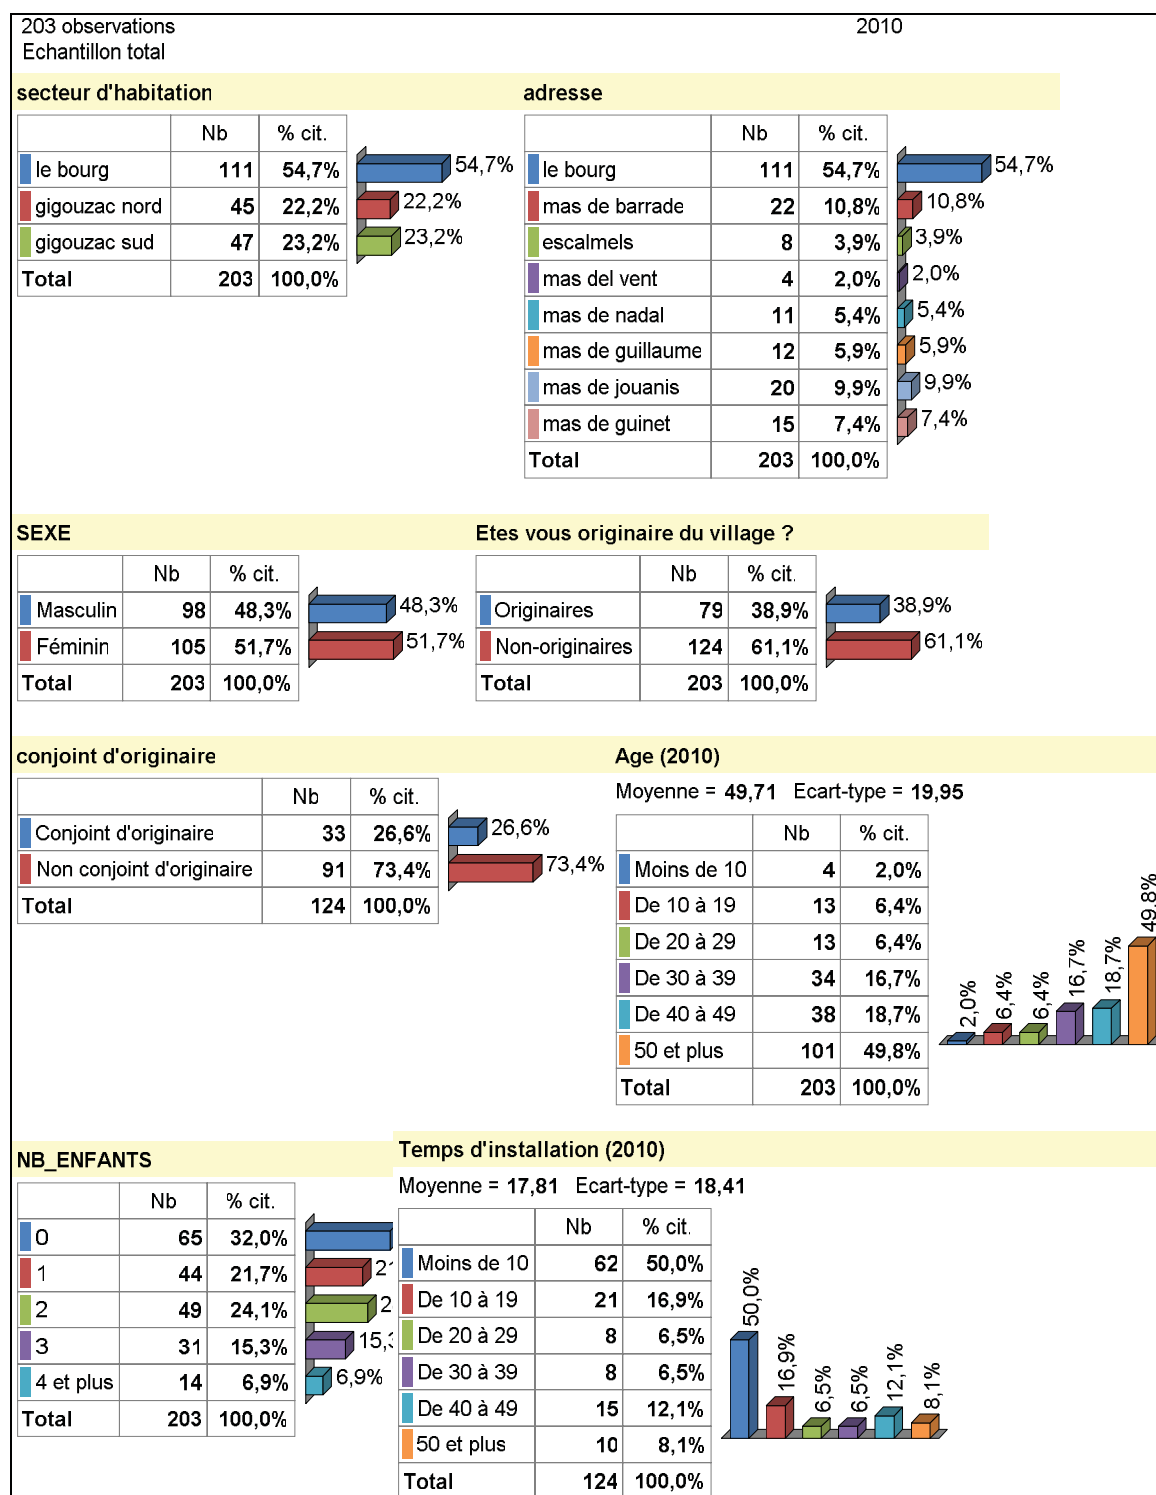 203 observations 2010
Echantillon total
secteur d'habitation adresse
Nb % cit.
le bourg 111 54,7% 54,7%
gigouzac nord 45 22,2% 22,2%
gigouzac sud 47 23,2% 23,2%
Total 203 100,0%
Nb % cit.
le bourg 111 54,7% 54,7%
mas de barrade 22 10,8% 10,8%
escalmels 8 3,9% 3,9%
mas del vent 4 2,0% 2,0%
mas de nadal 11 5,4% 5,4%
mas de guillaume 12 5,9% 5,9%
mas de jouanis 20 9,9% 9,9%
mas de guinet 15 7,4% 7,4%
Total 203 100,0%
SEXE Etes vous originaire du village ?
Nb % cit.
Masculin 98 48,3% 48,3%
Féminin 105 51,7% 51,7%
Total 203 100,0%
Nb % cit.
Originaires 79 38,9% 38,9%
Non-originaires 124 61,1% 61,1%
Total 203 100,0%
conjoint d'originaire
Nb % cit.
Conjoint d'originaire 33 26,6% 26,6%
Non conjoint d'originaire 91 73,4% 73,4%
Total 124 100,0%
Age (2010)
Moyenne = 49,71 Ecart-type = 19,95
Nb % cit.
Moins de 10 4 2,0%
De 10 à 19 13 6,4%
De 20 à 29 13 6,4%
De 30 à 39 34 16,7%
De 40 à 49 38 18,7%
50 et plus 101 49,8%
Total 203 100,0%
2,0% 6,4% 6,4% 16,7% 18,7% 49,8%
NB_ENFANTS
Nb % cit.
0 65 32,0%
1 44 21,7% 21
2 49 24,1% 2
3 31 15,3% 15,3
4 et plus 14 6,9% 6,9%
Total 203 100,0%
Temps d'installation (2010)
Moyenne = 17,81 Ecart-type = 18,41
Nb % cit.
Moins de 10 62 50,0%
De 10 à 19 21 16,9%
De 20 à 29 8 6,5%
De 30 à 39 8 6,5%
De 40 à 49 15 12,1%
50 et plus 10 8,1%
Total 124 100,0%
50,0% 16,9% 6,5% 6,5% 12,1% 8,1%